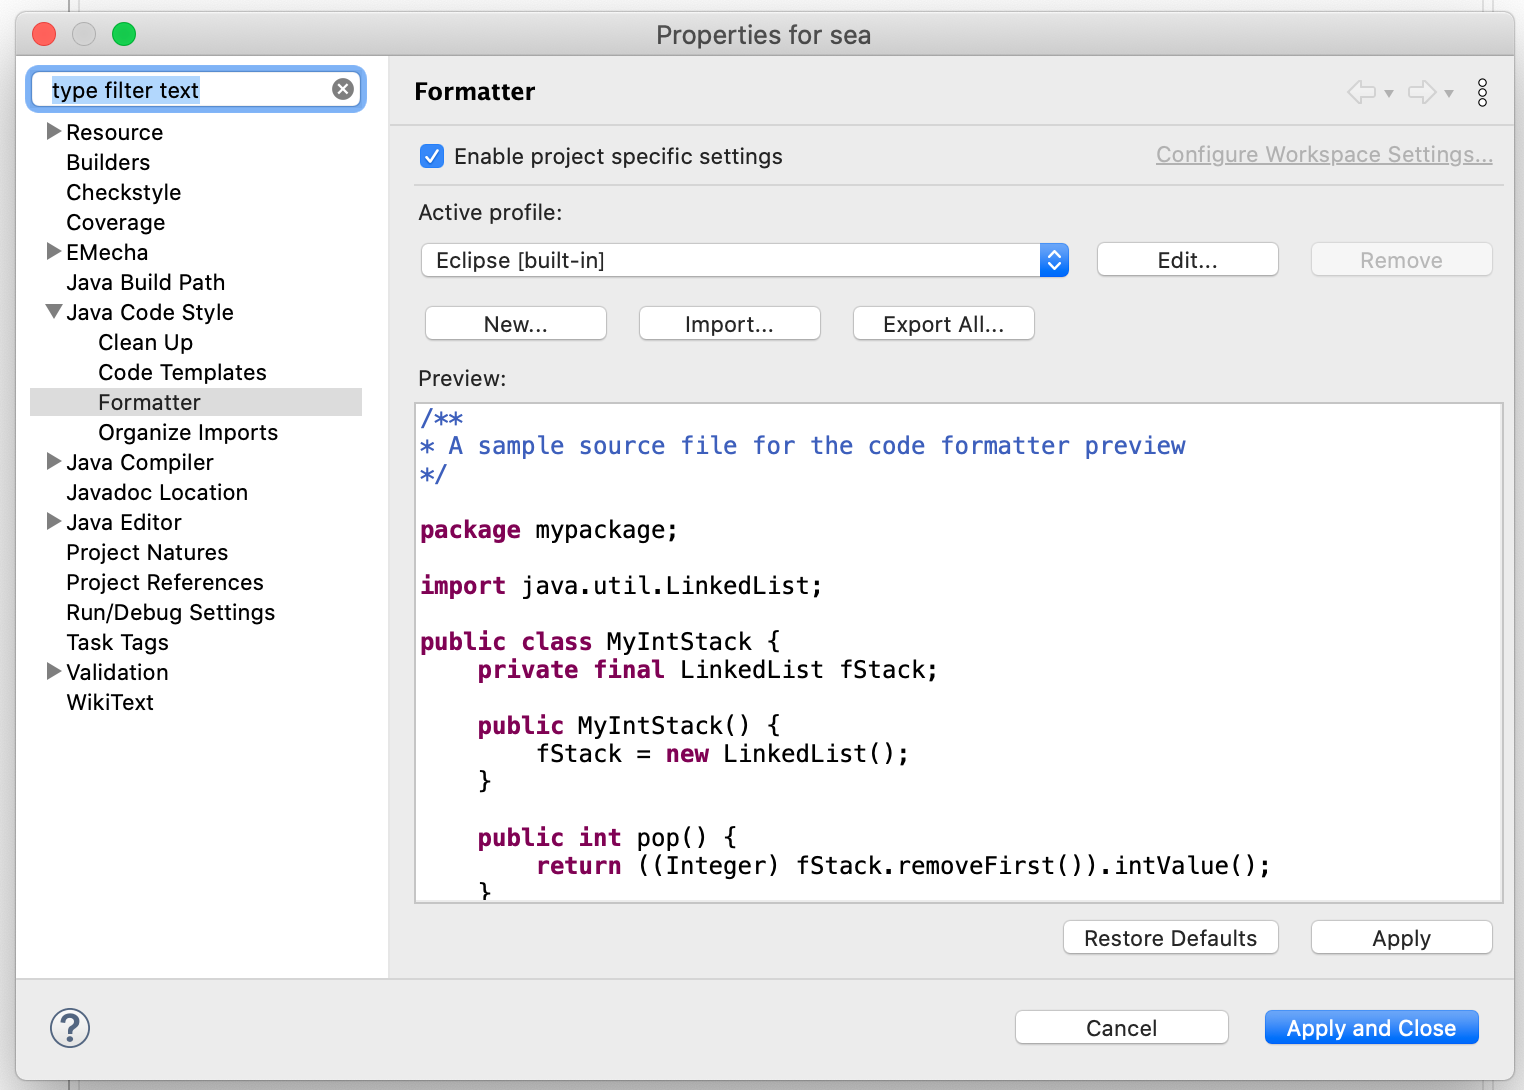 Properties for sea
type filter text
Resource
Builders
Checkstyle
Coverage
EMecha
Java Build Path
Java Code Style
Clean Up
Code Templates
Formatter
Organize Imports
Java Compiler
Javadoc Location
Java Editor
Project Natures
Project References
Run/Debug Settings
Task Tags
Validation
WikiText
Formatter
Enable project specific settings
Configure Workspace Settings...
Active profile:
Eclipse [built-in]
Edit...
Remove
New...
Import...
Export All...
Preview:
/**
* A sample source file for the code formatter preview
*/
package mypackage;
import java.util.LinkedList;
public class MyIntStack {
private final LinkedList fStack;
public MyIntStack() {
fStack = new LinkedList();
}
public int pop() {
return ((Integer) fStack.removeFirst()).intValue();
}
Restore Defaults
Apply
?
Cancel
Apply and Close